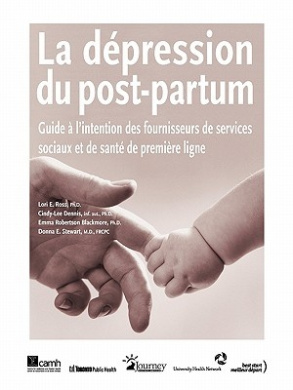 La dépression
du post-partum
Guide à l'intention des fournisseurs de services
sociaux et de santé de première ligne
Lori E. Ross, Ph.D.
Cindy-Lee Dennis, inf. aut., Ph.D.
Emma Robertson Blackmore, Ph.D.
Donna E. Stewart, M.D., FRCPC
camh
TORONTO Public Health
Journey
University Health Network
best start
meilleur départ